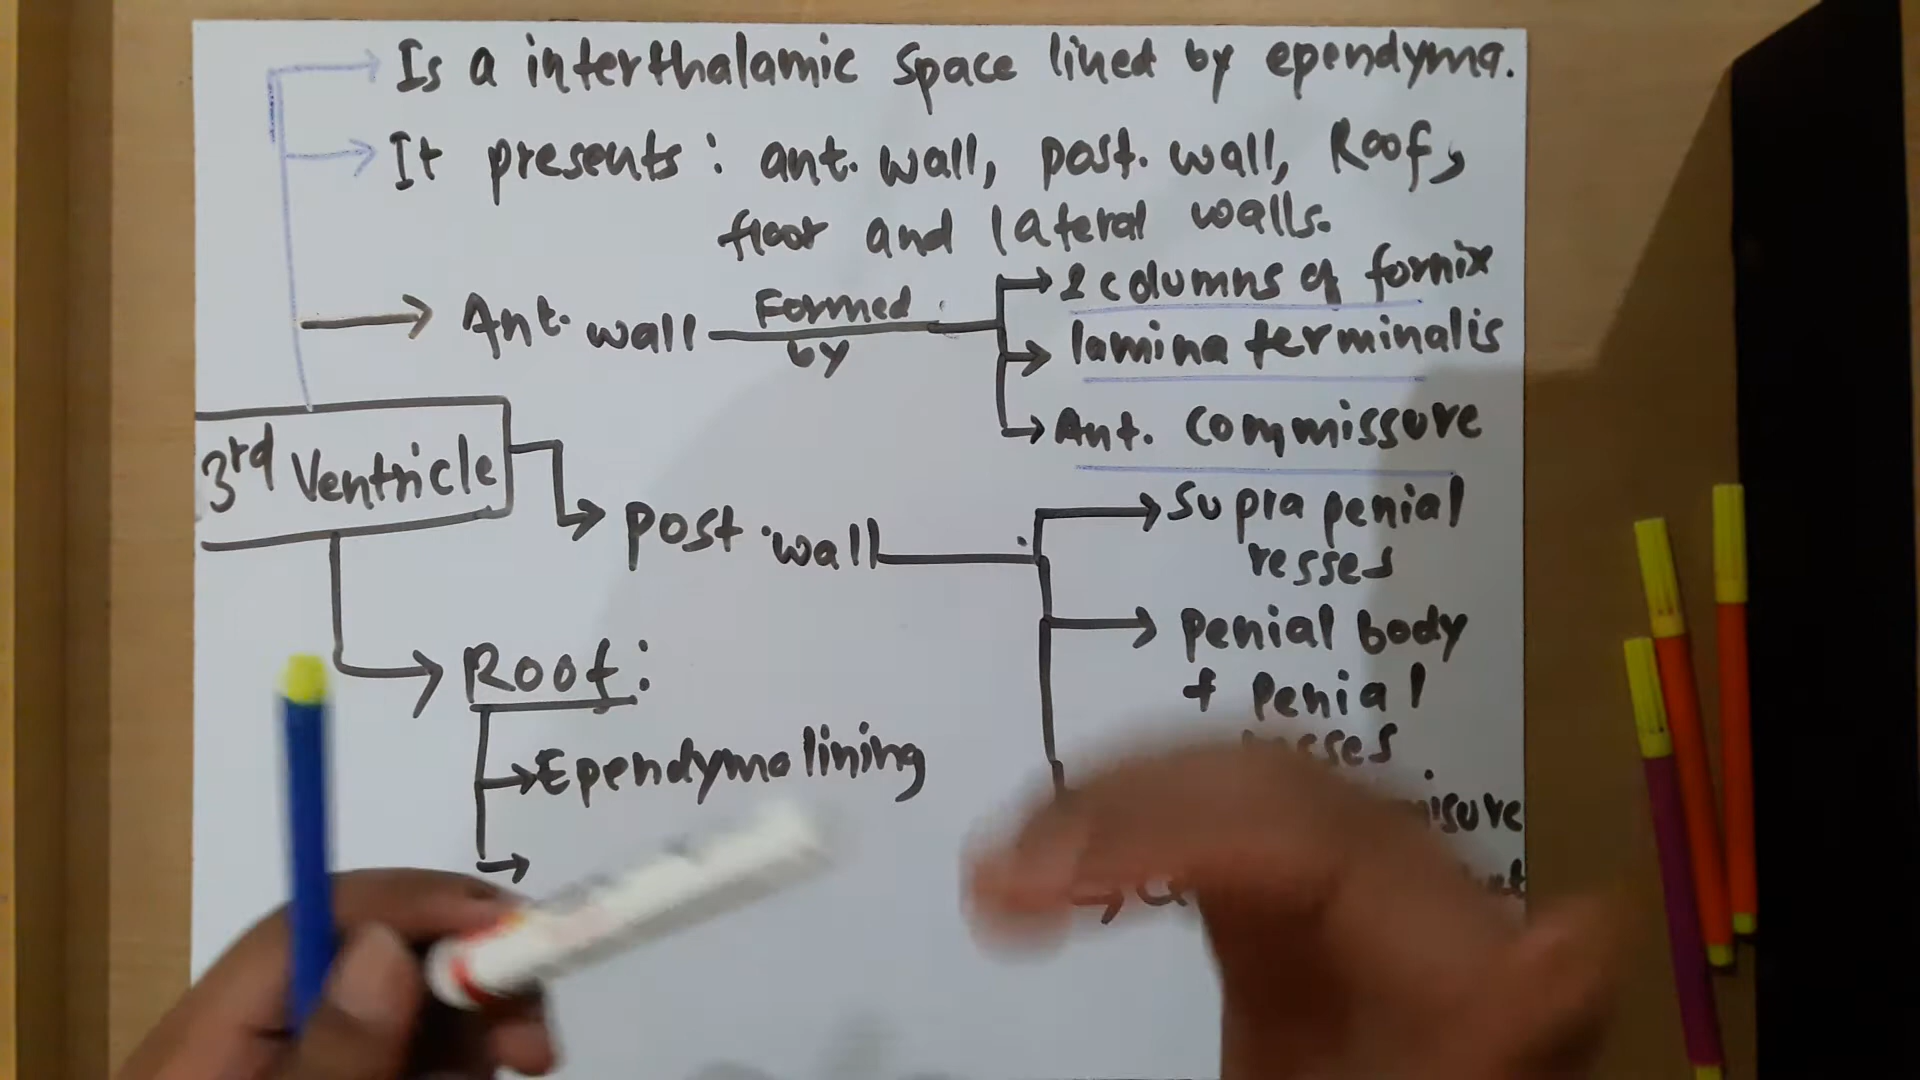 Is a interthalamic space lined by ependyma.
It presents: ant. wall, post. wall, Roof,
floor and lateral walls.
Ant. wall Formed by
2 columns of fornix
lamina terminalis
Ant. commissure
3rd Ventricle
post. wall
Supra penial
resses
penial body
+ Penial
Roof:
Ependyma lining